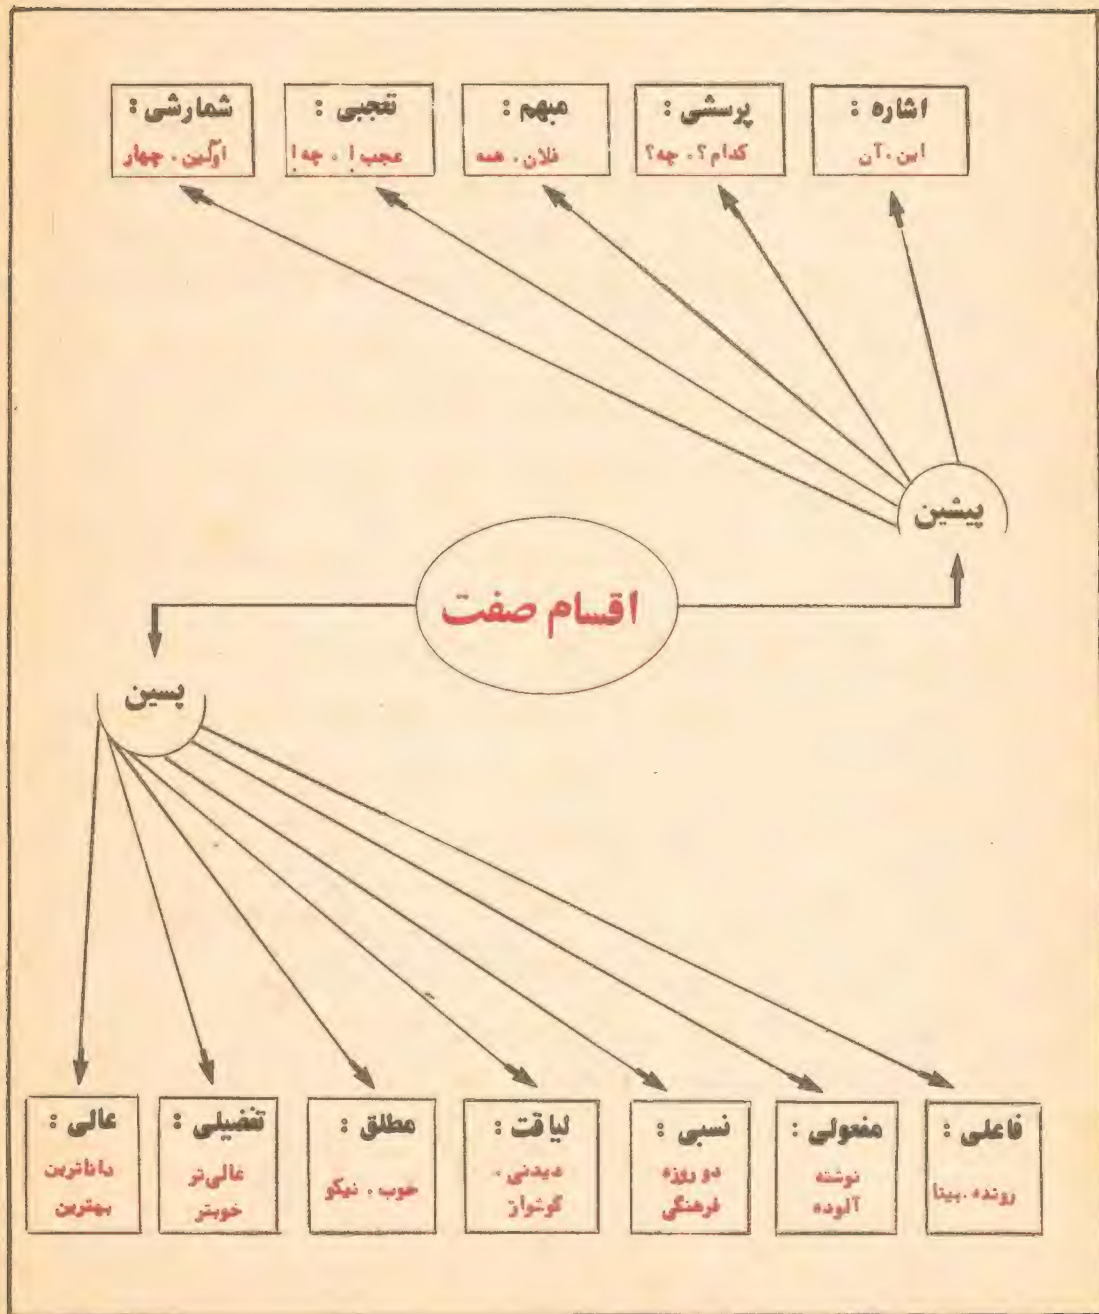 اشاره :
این ، آن
پرسشی :
کدام؟ ، چه؟
مبهم :
فلان ، همه
تعجبی :
عجب! ، چه!
شمارشی :
اوّلین ، چهار
پیشین
اقسام صفت
پسین
فاعلی :
رونده ، بینا
مفعولی :
نوشته
آلوده
نسبی :
دو روزه
فرهنگی
لیاقت :
دیدنی ،
گوشواز
مطلق :
خوب ، نیکو
تفضیلی :
عالی‌تر
خوبتر
عالی :
داناترین
بهترین